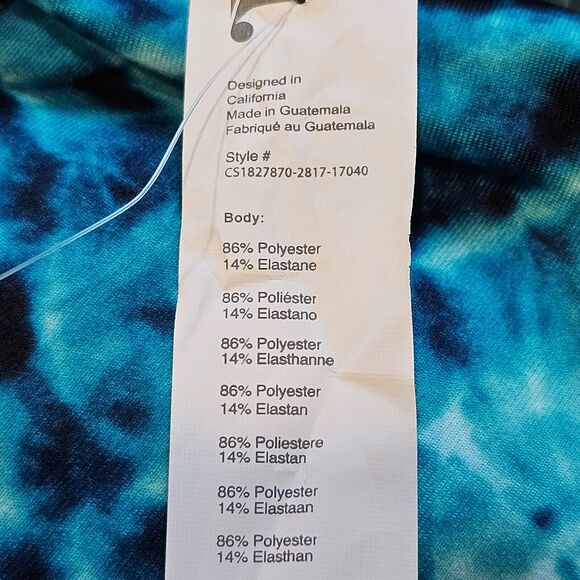 Designed in
California
Made in Guatemala
Fabriqué au Guatemala
Style #
CS1827870-2817-17040
Body:
86% Polyester
14% Elastane
86% Poliéster
14% Elastano
86% Polyester
14% Elasthanne
86% Polyester
14% Elastan
86% Poliestere
14% Elastan
86% Polyester
14% Elastaan
86% Polyester
14% Elasthan